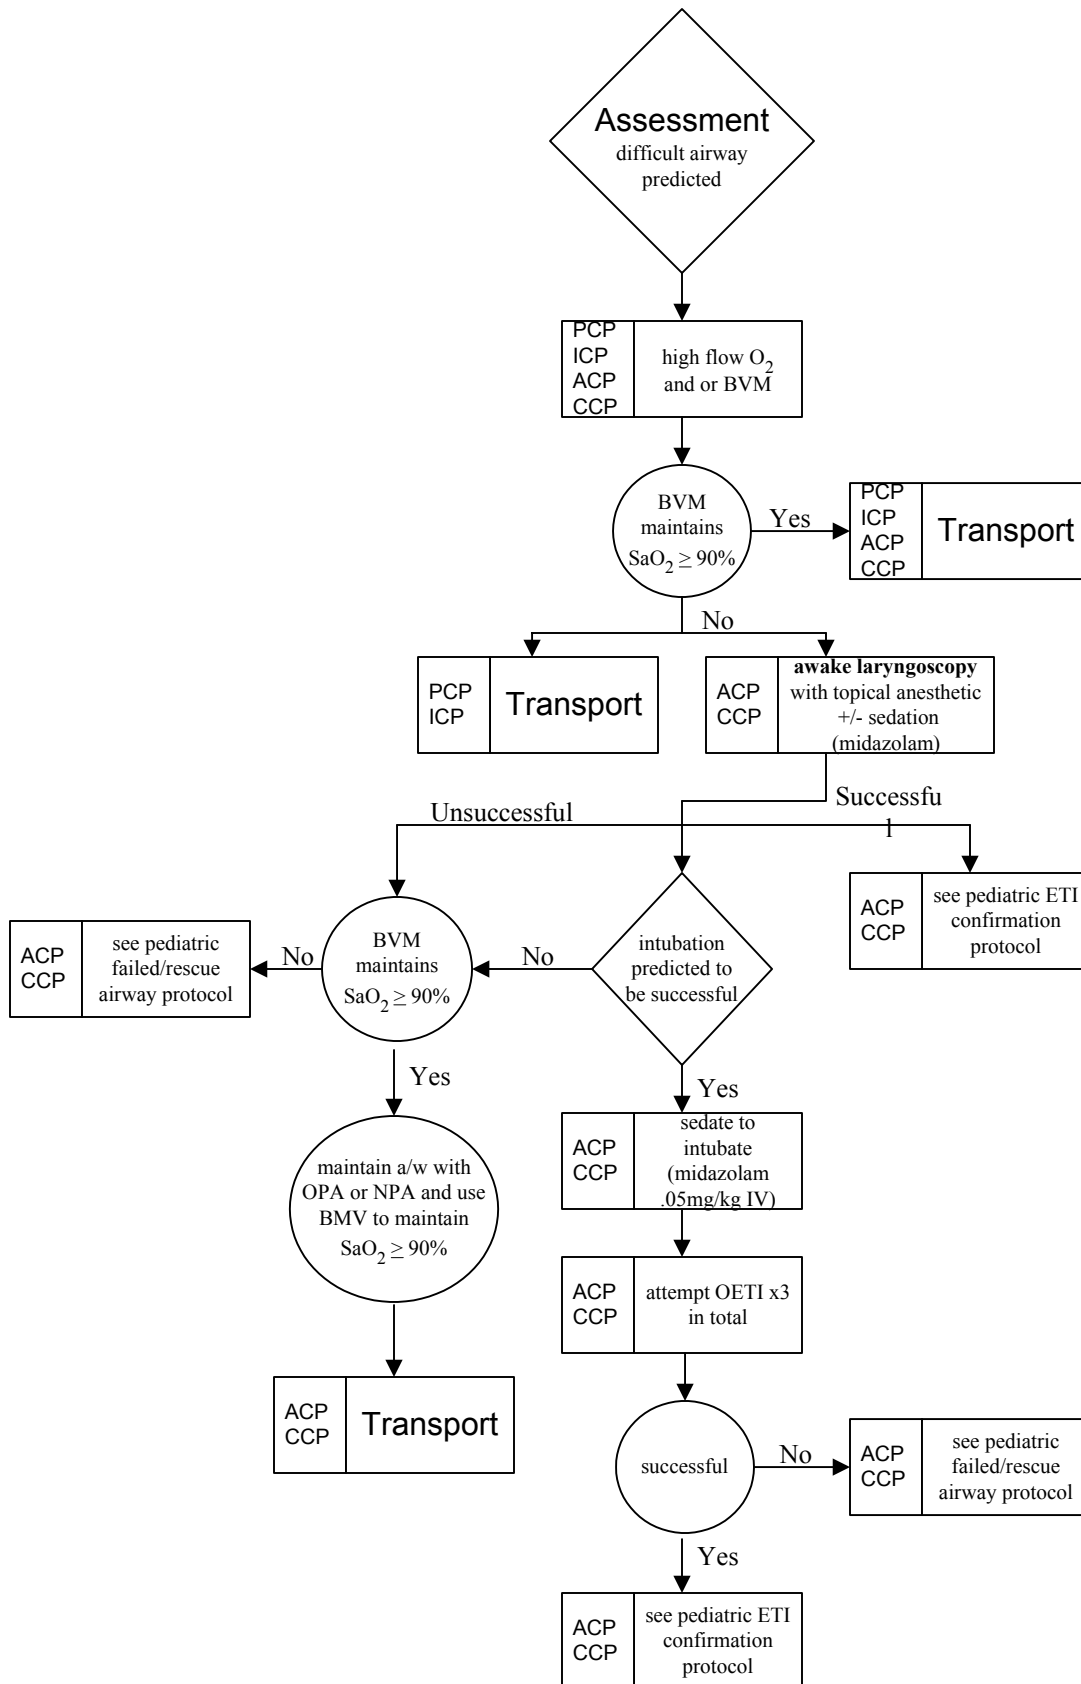 Assessment
difficult airway
predicted
PCP
ICP
ACP
CCP
high flow O2
and or BVM
BVM
maintains
SaO2 ≥ 90%
Yes
PCP
ICP
ACP
CCP
Transport
No
PCP
ICP
Transport
ACP
CCP
awake laryngoscopy
with topical anesthetic
+/- sedation
(midazolam)
Unsuccessful
Successfu
l
ACP
CCP
see pediatric ETI
confirmation
protocol
ACP
CCP
see pediatric
failed/rescue
airway protocol
No
BVM
maintains
SaO2 ≥ 90%
No
intubation
predicted to
be successful
Yes
Yes
ACP
CCP
sedate to
intubate
(midazolam
.05mg/kg IV)
maintain a/w with
OPA or NPA and use
BMV to maintain
SaO2 ≥ 90%
ACP
CCP
attempt OETI x3
in total
ACP
CCP
Transport
successful
No
ACP
CCP
see pediatric
failed/rescue
airway protocol
Yes
ACP
CCP
see pediatric ETI
confirmation
protocol